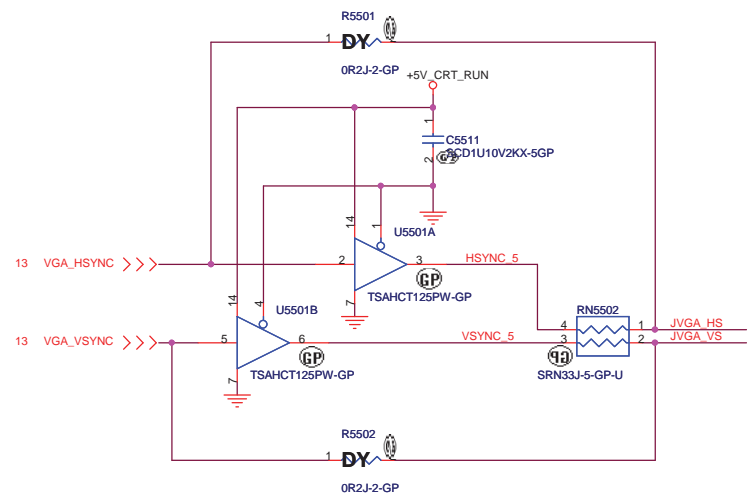 R5501
1 DY
0R2J-2-GP
+5V_CRT_RUN
1
C5511
2 SCD1U10V2KX-5GP
14 1
U5501A
13 VGA_HSYNC 2 3 HSYNC_5
GP
TSAHCT125PW-GP
7
14 4
U5501B
13 VGA_VSYNC 5 6 VSYNC_5
GP
TSAHCT125PW-GP
7
RN5502
4 1 JVGA_HS
3 2 JVGA_VS
GP
SRN33J-5-GP-U
R5502
1 DY
0R2J-2-GP